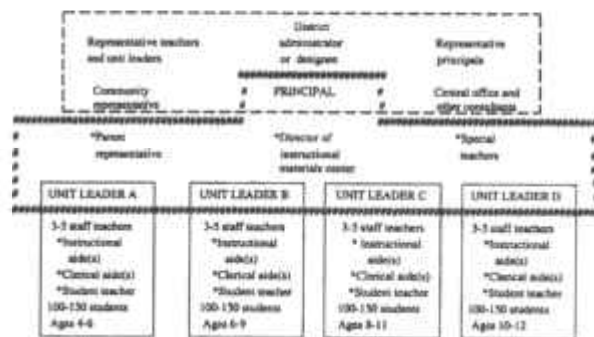 Representative teachers
and unit leaders
District
administrator
or designee
Representative
principals
Community
representative
PRINCIPAL
Central office and
other consultants
*Parent
representative
*Director of
instructional
materials center
*Special
teachers
UNIT LEADER A
3-5 staff teachers
*Instructional
aide(s)
*Clerical aide(s)
*Student teacher
100-150 students
Ages 4-6
UNIT LEADER B
3-5 staff teachers
*Instructional
aide(s)
*Clerical aide(s)
*Student teacher
100-150 students
Ages 6-9
UNIT LEADER C
3-5 staff teachers
* Instructional
aide(s)
*Clerical aide(s)
*Student teacher
100-150 students
Ages 8-11
UNIT LEADER D
3-5 staff teachers
*Instructional
aide(s)
*Clerical aide(s)
*Student teacher
100-150 students
Ages 10-12